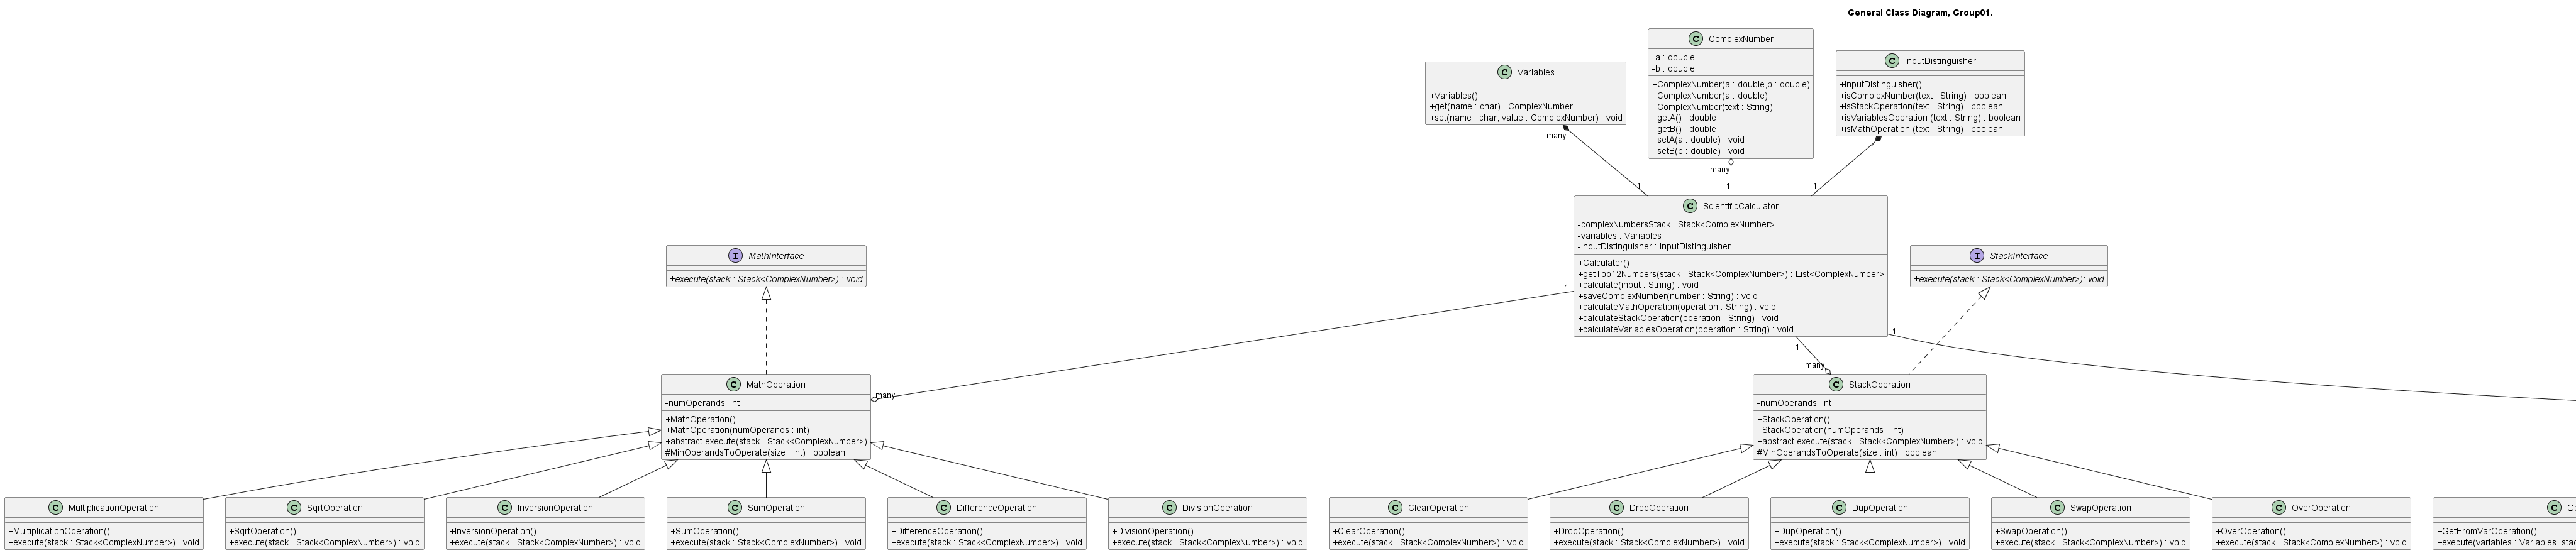 General Class Diagram, Group01.
C Variables
+Variables()
+get(name : char) : ComplexNumber
+set(name : char, value : ComplexNumber) : void
C ComplexNumber
-a : double
-b : double
+ComplexNumber(a : double,b : double)
+ComplexNumber(a : double)
+ComplexNumber(text : String)
+getA() : double
+getB() : double
+setA(a : double) : void
+setB(b : double) : void
C InputDistinguisher
+InputDistinguisher()
+isComplexNumber(text : String) : boolean
+isStackOperation(text : String) : boolean
+isVariablesOperation (text : String) : boolean
+isMathOperation (text : String) : boolean
many
many
1
1
1
1
C ScientificCalculator
-complexNumbersStack : Stack<ComplexNumber>
-variables : Variables
-inputDistinguisher : InputDistinguisher
+Calculator()
+getTop12Numbers(stack : Stack<ComplexNumber>) : List<ComplexNumber>
+calculate(input : String) : void
+saveComplexNumber(number : String) : void
+calculateMathOperation(operation : String) : void
+calculateStackOperation(operation : String) : void
+calculateVariablesOperation(operation : String) : void
I MathInterface
+execute(stack : Stack<ComplexNumber>) : void
I StackInterface
+execute(stack : Stack<ComplexNumber>): void
1
1
1
many
many
C MathOperation
-numOperands: int
+MathOperation()
+MathOperation(numOperands : int)
+abstract execute(stack : Stack<ComplexNumber>)
#MinOperandsToOperate(size : int) : boolean
C StackOperation
-numOperands: int
+StackOperation()
+StackOperation(numOperands : int)
+abstract execute(stack : Stack<ComplexNumber>) : void
#MinOperandsToOperate(size : int) : boolean
C MultiplicationOperation
+MultiplicationOperation()
+execute(stack : Stack<ComplexNumber>) : void
C SqrtOperation
+SqrtOperation()
+execute(stack : Stack<ComplexNumber>) : void
C InversionOperation
+InversionOperation()
+execute(stack : Stack<ComplexNumber>) : void
C SumOperation
+SumOperation()
+execute(stack : Stack<ComplexNumber>) : void
C DifferenceOperation
+DifferenceOperation()
+execute(stack : Stack<ComplexNumber>) : void
C DivisionOperation
+DivisionOperation()
+execute(stack : Stack<ComplexNumber>) : void
C ClearOperation
+ClearOperation()
+execute(stack : Stack<ComplexNumber>) : void
C DropOperation
+DropOperation()
+execute(stack : Stack<ComplexNumber>) : void
C DupOperation
+DupOperation()
+execute(stack : Stack<ComplexNumber>) : void
C SwapOperation
+SwapOperation()
+execute(stack : Stack<ComplexNumber>) : void
C OverOperation
+OverOperation()
+execute(stack : Stack<ComplexNumber>) : void
C
+GetFromVarOperation()
+execute(variables : Variables,